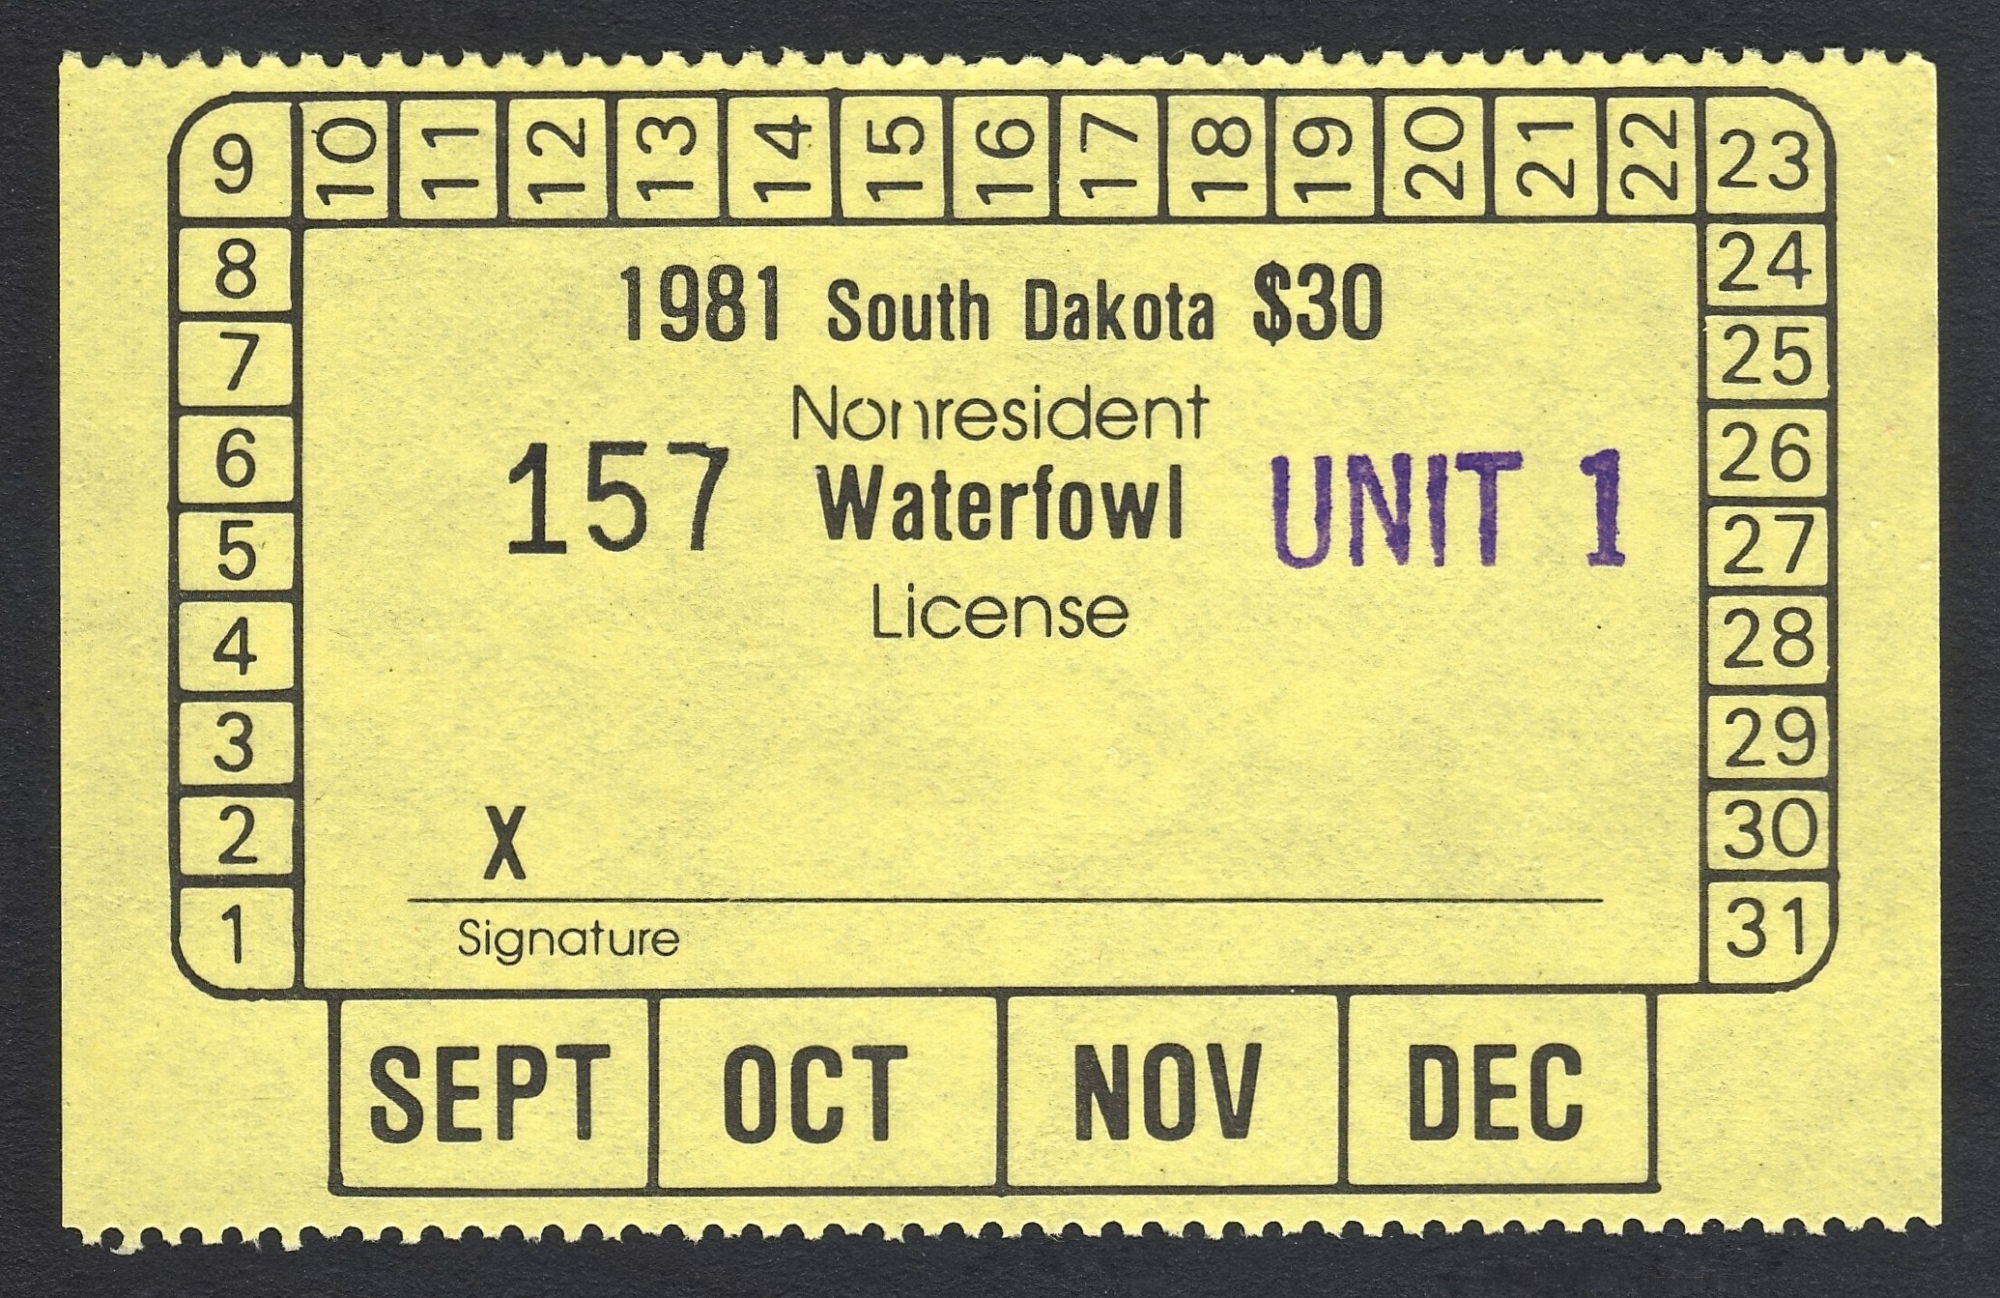 9 10 11 12 13 14 15 16 17 18 19 20 21 22 23
8
7
6
5
4
3
2
1
1981 South Dakota $30
Nonresident
157 Waterfowl UNIT 1
License
X
Signature
24
25
26
27
28
29
30
31
SEPT OCT NOV DEC